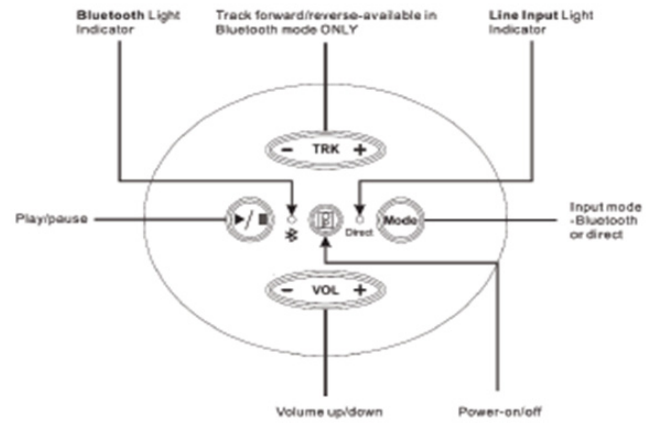 Bluetooth Light
Indicator
Track forward/reverse-available in
Bluetooth mode ONLY
Line Input Light
Indicator
− TRK +
Play/pause
Direct
Mode
Input mode
-Bluetooth
or direct
− VOL +
Volume up/down
Power-on/off